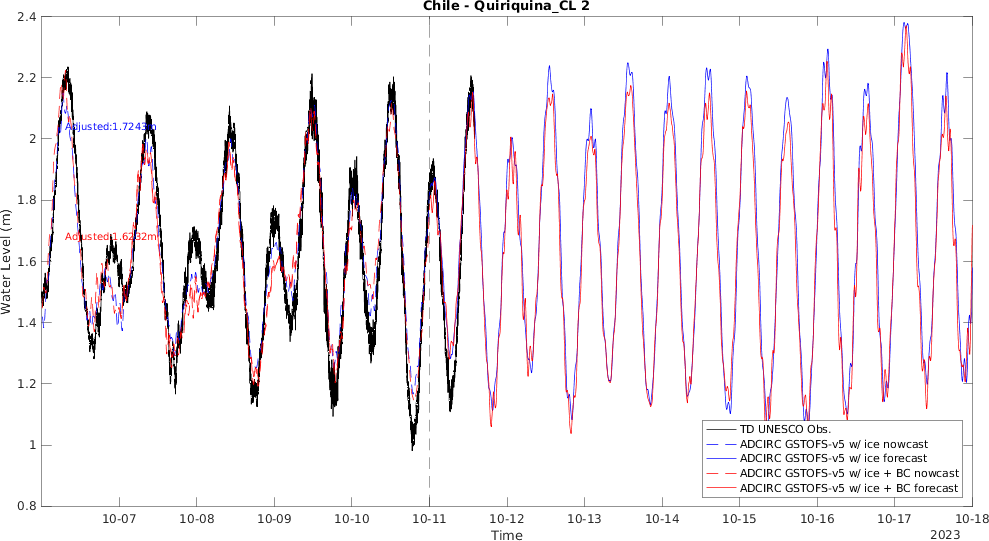 Chile - Quiriquina_CL 2
2.4
2.2
2
1.8
1.6
1.4
1.2
1
0.8
Water Level (m)
Adjusted:1.7243m
Adjusted:1.6232m
TD UNESCO Obs.
ADCIRC GSTOFS-v5 w/ ice nowcast
ADCIRC GSTOFS-v5 w/ ice forecast
ADCIRC GSTOFS-v5 w/ ice + BC nowcast
ADCIRC GSTOFS-v5 w/ ice + BC forecast
10-07 10-08 10-09 10-10 10-11 10-12 10-13 10-14 10-15 10-16 10-17 10-18
Time
2023